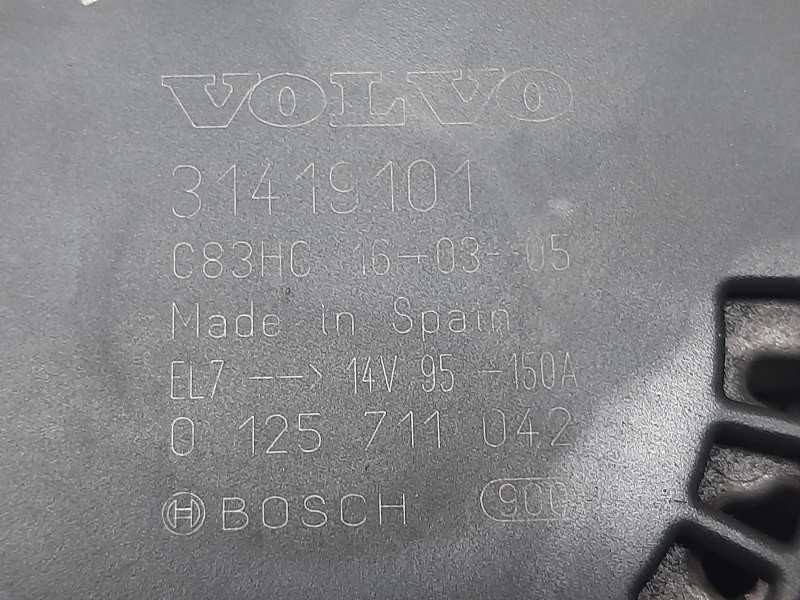 VOLVO
31419101
C83HC 16-03-05
Made in Spain
EL7 --> 14V 95-150A
0 125 711 042
BOSCH